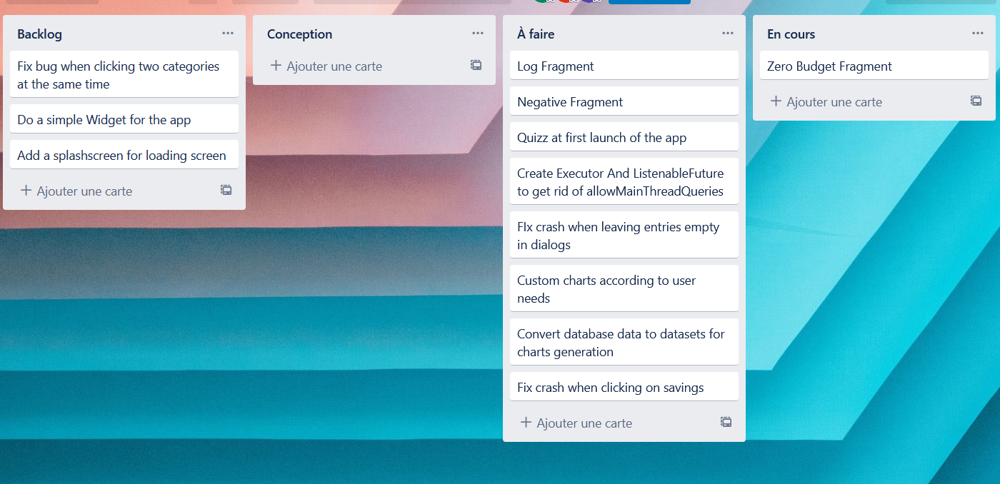 Backlog
Fix bug when clicking two categories
at the same time
Do a simple Widget for the app
Add a splashscreen for loading screen
Ajouter une carte
Conception
Ajouter une carte
À faire
Log Fragment
Negative Fragment
Quizz at first launch of the app
Create Executor And ListenableFuture
to get rid of allowMainThreadQueries
FIx crash when leaving entries empty
in dialogs
Custom charts according to user
needs
Convert database data to datasets for
charts generation
Fix crash when clicking on savings
Ajouter une carte
En cours
Zero Budget Fragment
Ajouter une carte